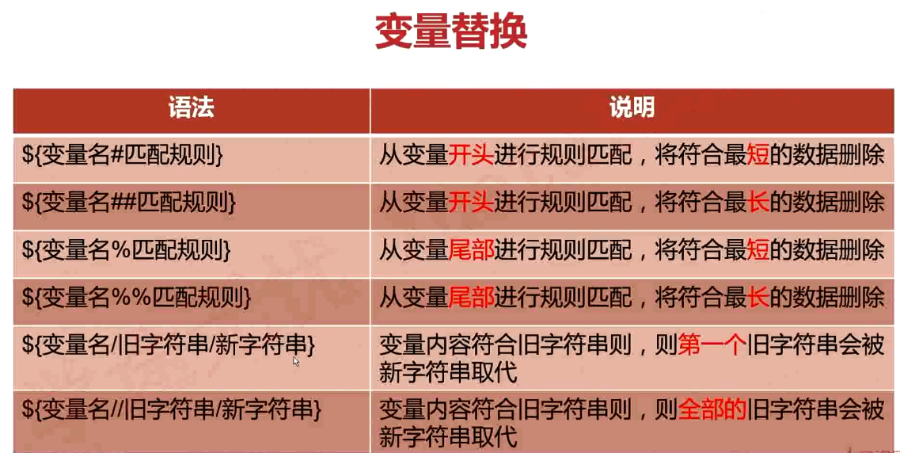 变量替换
语法 说明
${变量名#匹配规则} 从变量开头进行规则匹配，将符合最短的数据删除
${变量名##匹配规则} 从变量开头进行规则匹配，将符合最长的数据删除
${变量名%匹配规则} 从变量尾部进行规则匹配，将符合最短的数据删除
${变量名%%匹配规则} 从变量尾部进行规则匹配，将符合最长的数据删除
${变量名/旧字符串/新字符串} 变量内容符合旧字符串则，则第一个旧字符串会被
新字符串取代
${变量名//旧字符串/新字符串} 变量内容符合旧字符串则，则全部的旧字符串会被
新字符串取代